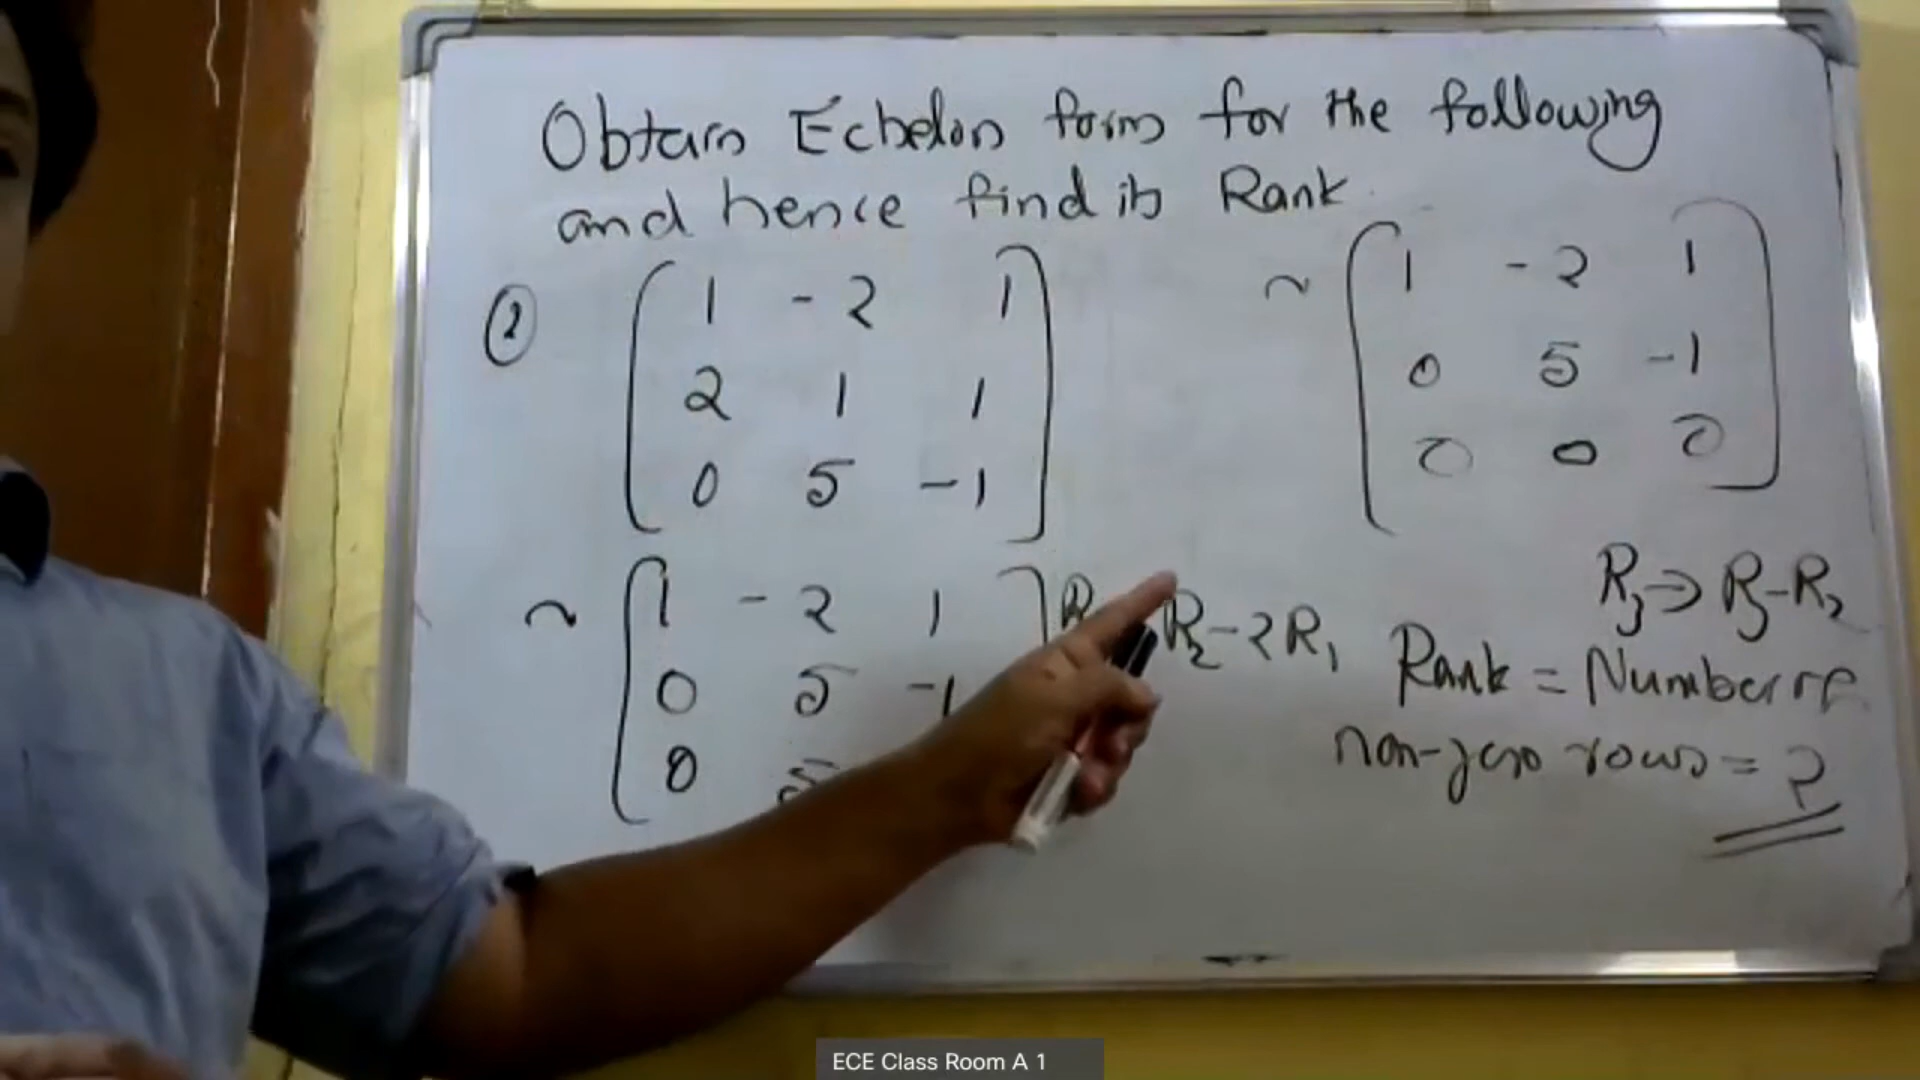 Obtain Echelon form for the following
and hence find its Rank.
②
1 -2 1
2 1 1
0 5 -1
~ 1 -2 1
0 5 -1
0 5
R₂-2R₁
~ 1 -2 1
0 5 -1
0 0 0
R₃→R₃-R₂
Rank = Number of
non-zero rows = 2
ECE Class Room A 1